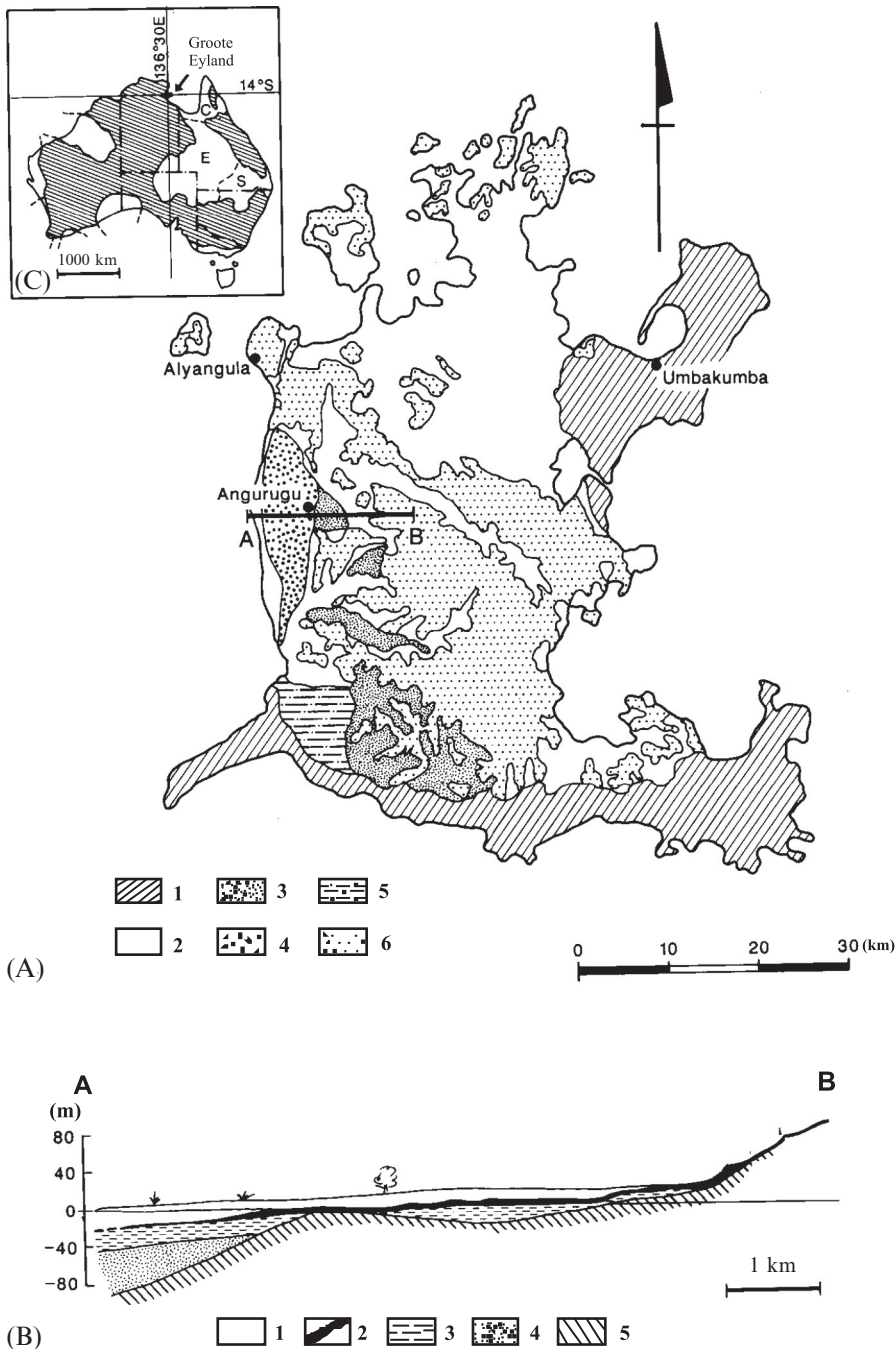 136°30E
Groote
Eyland
14°S
C
E
S
1000 km
(C)
Alyangula
Umbakumba
Angurugu
A
B
1
3
5
2
4
6
(A)
0 10 20 30 (km)
A
B
(m)
80
40
0
-40
-80
1 km
(B)
1
2
3
4
5